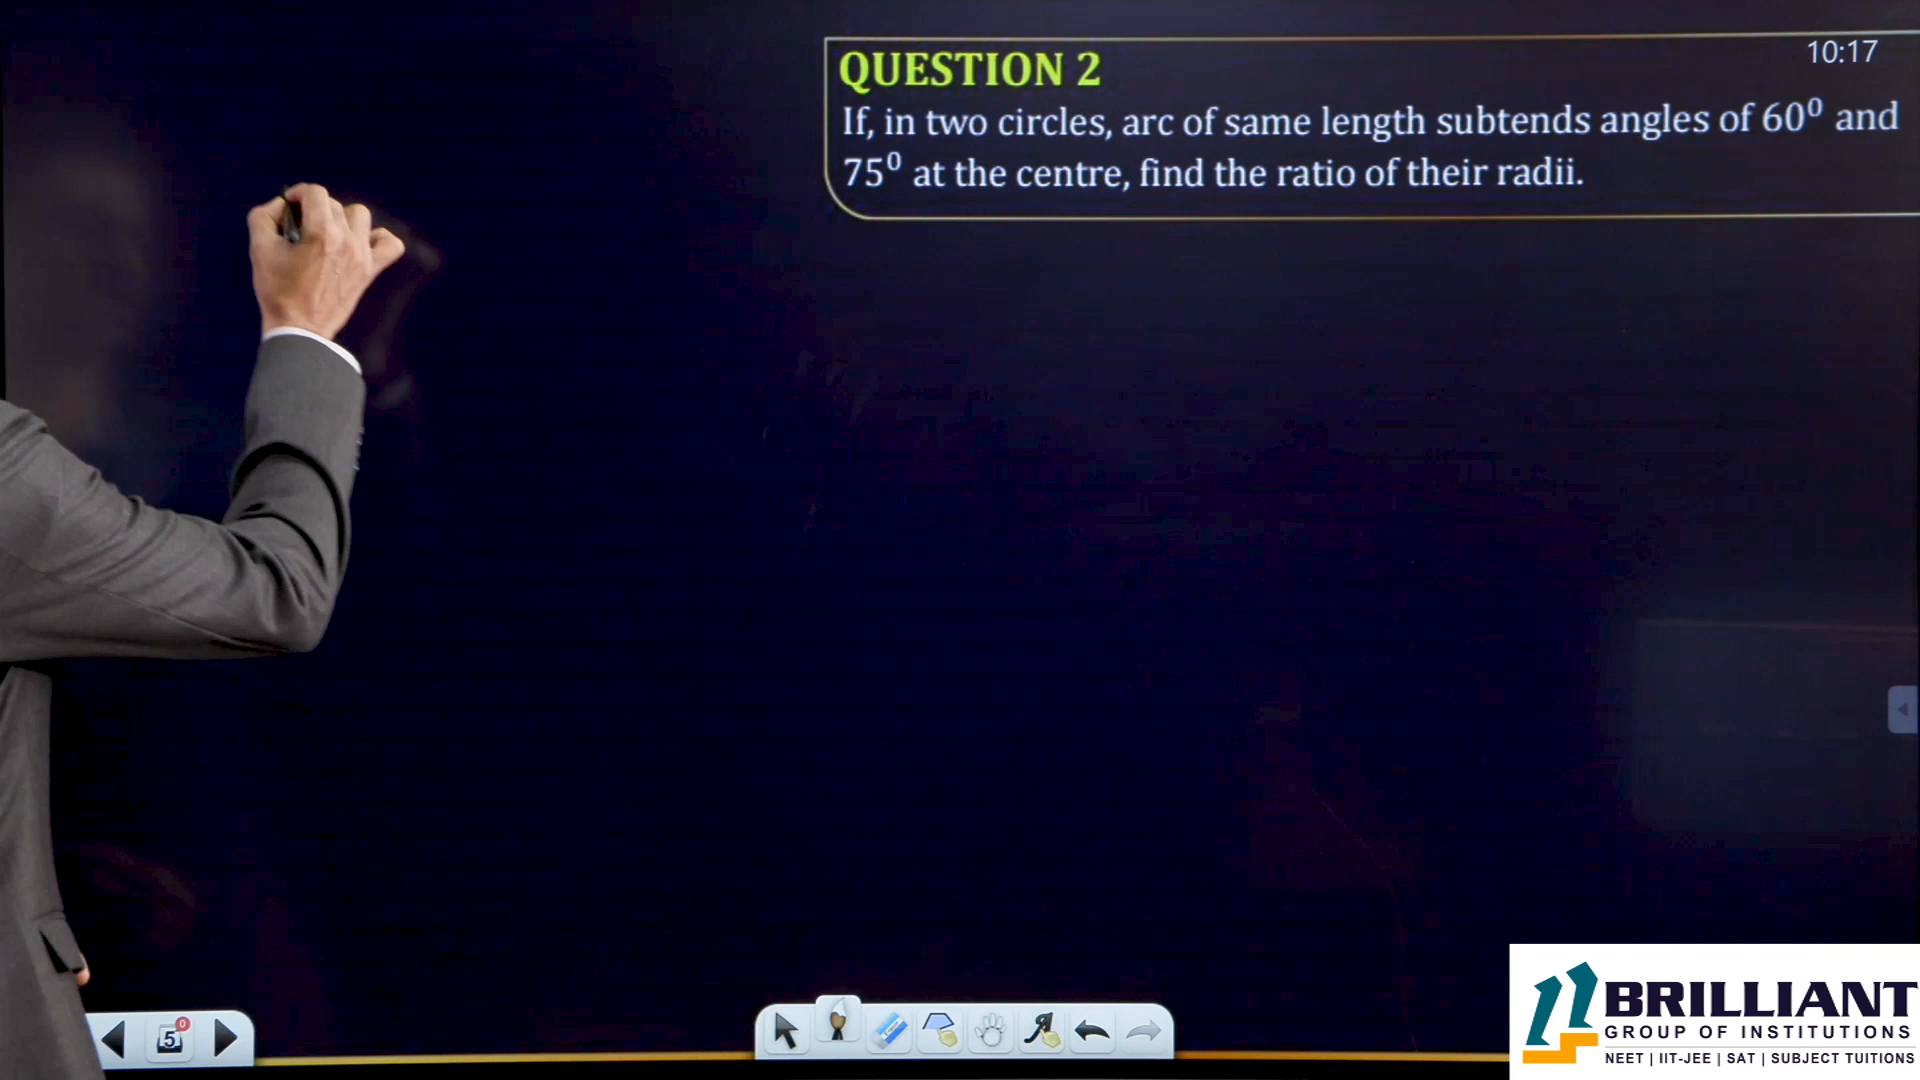 10:17
QUESTION 2
If, in two circles, arc of same length subtends angles of 60⁰ and
75⁰ at the centre, find the ratio of their radii.
5
0
BRILLIANT
GROUP OF INSTITUTIONS
NEET | IIT-JEE | SAT | SUBJECT TUITIONS